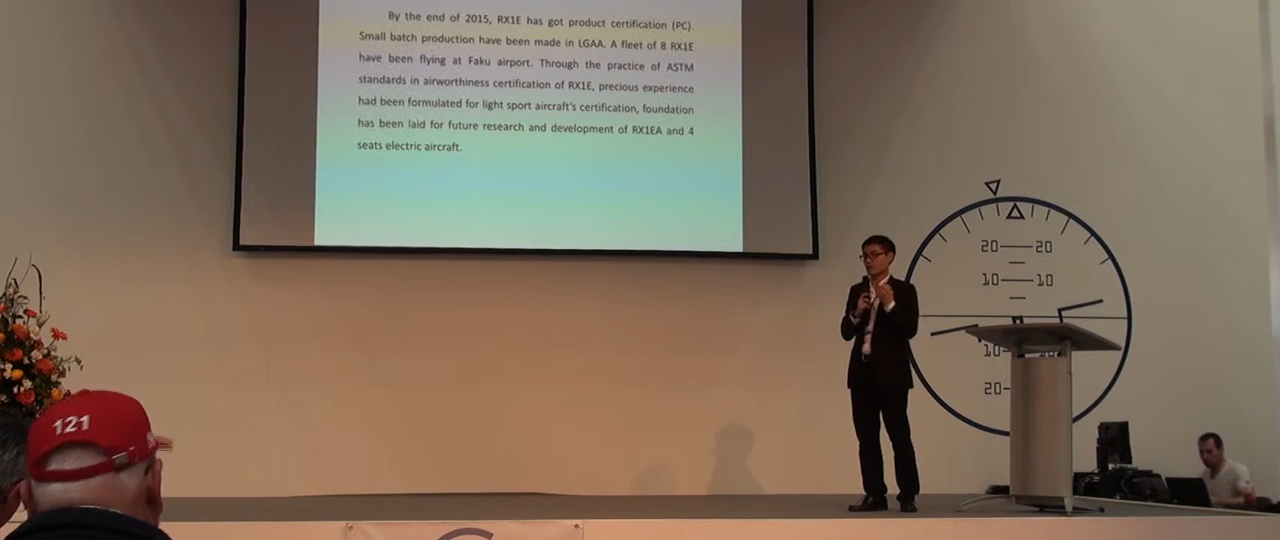 By the end of 2015, RX1E has got product certification (PC).
Small batch production have been made in LGAA. A fleet of 8 RX1E
have been flying at Faku airport. Through the practice of ASTM
standards in airworthiness certification of RX1E, precious experience
had been formulated for light sport aircraft's certification, foundation
has been laid for future research and development of RX1EA and 4
seats electric aircraft.
20 20
10 10
10 20
20
121